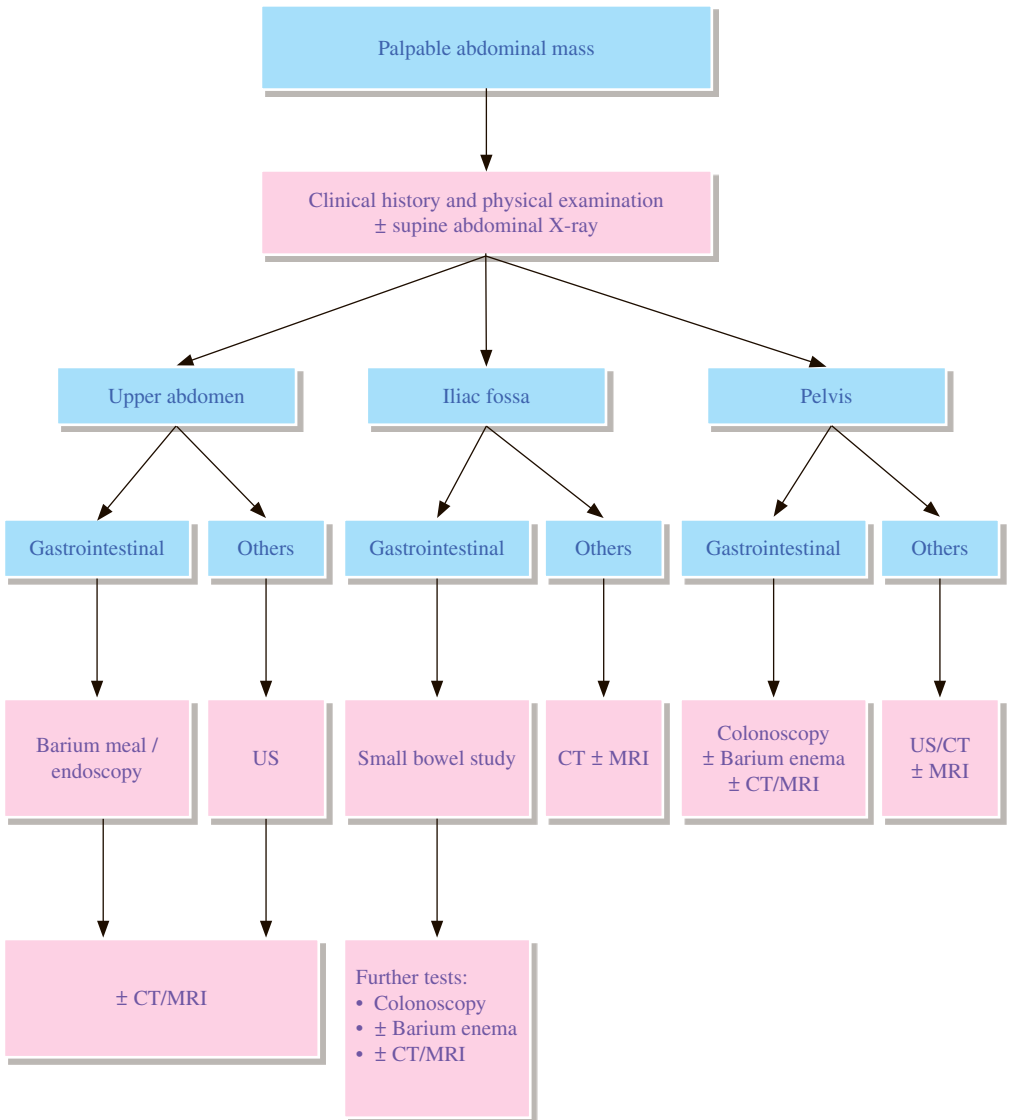 Palpable abdominal mass
Clinical history and physical examination
± supine abdominal X-ray
Upper abdomen
Iliac fossa
Pelvis
Gastrointestinal
Others
Gastrointestinal
Others
Gastrointestinal
Others
Barium meal /
endoscopy
US
Small bowel study
CT ± MRI
Colonoscopy
± Barium enema
± CT/MRI
US/CT
± MRI
± CT/MRI
Further tests:
• Colonoscopy
• ± Barium enema
• ± CT/MRI